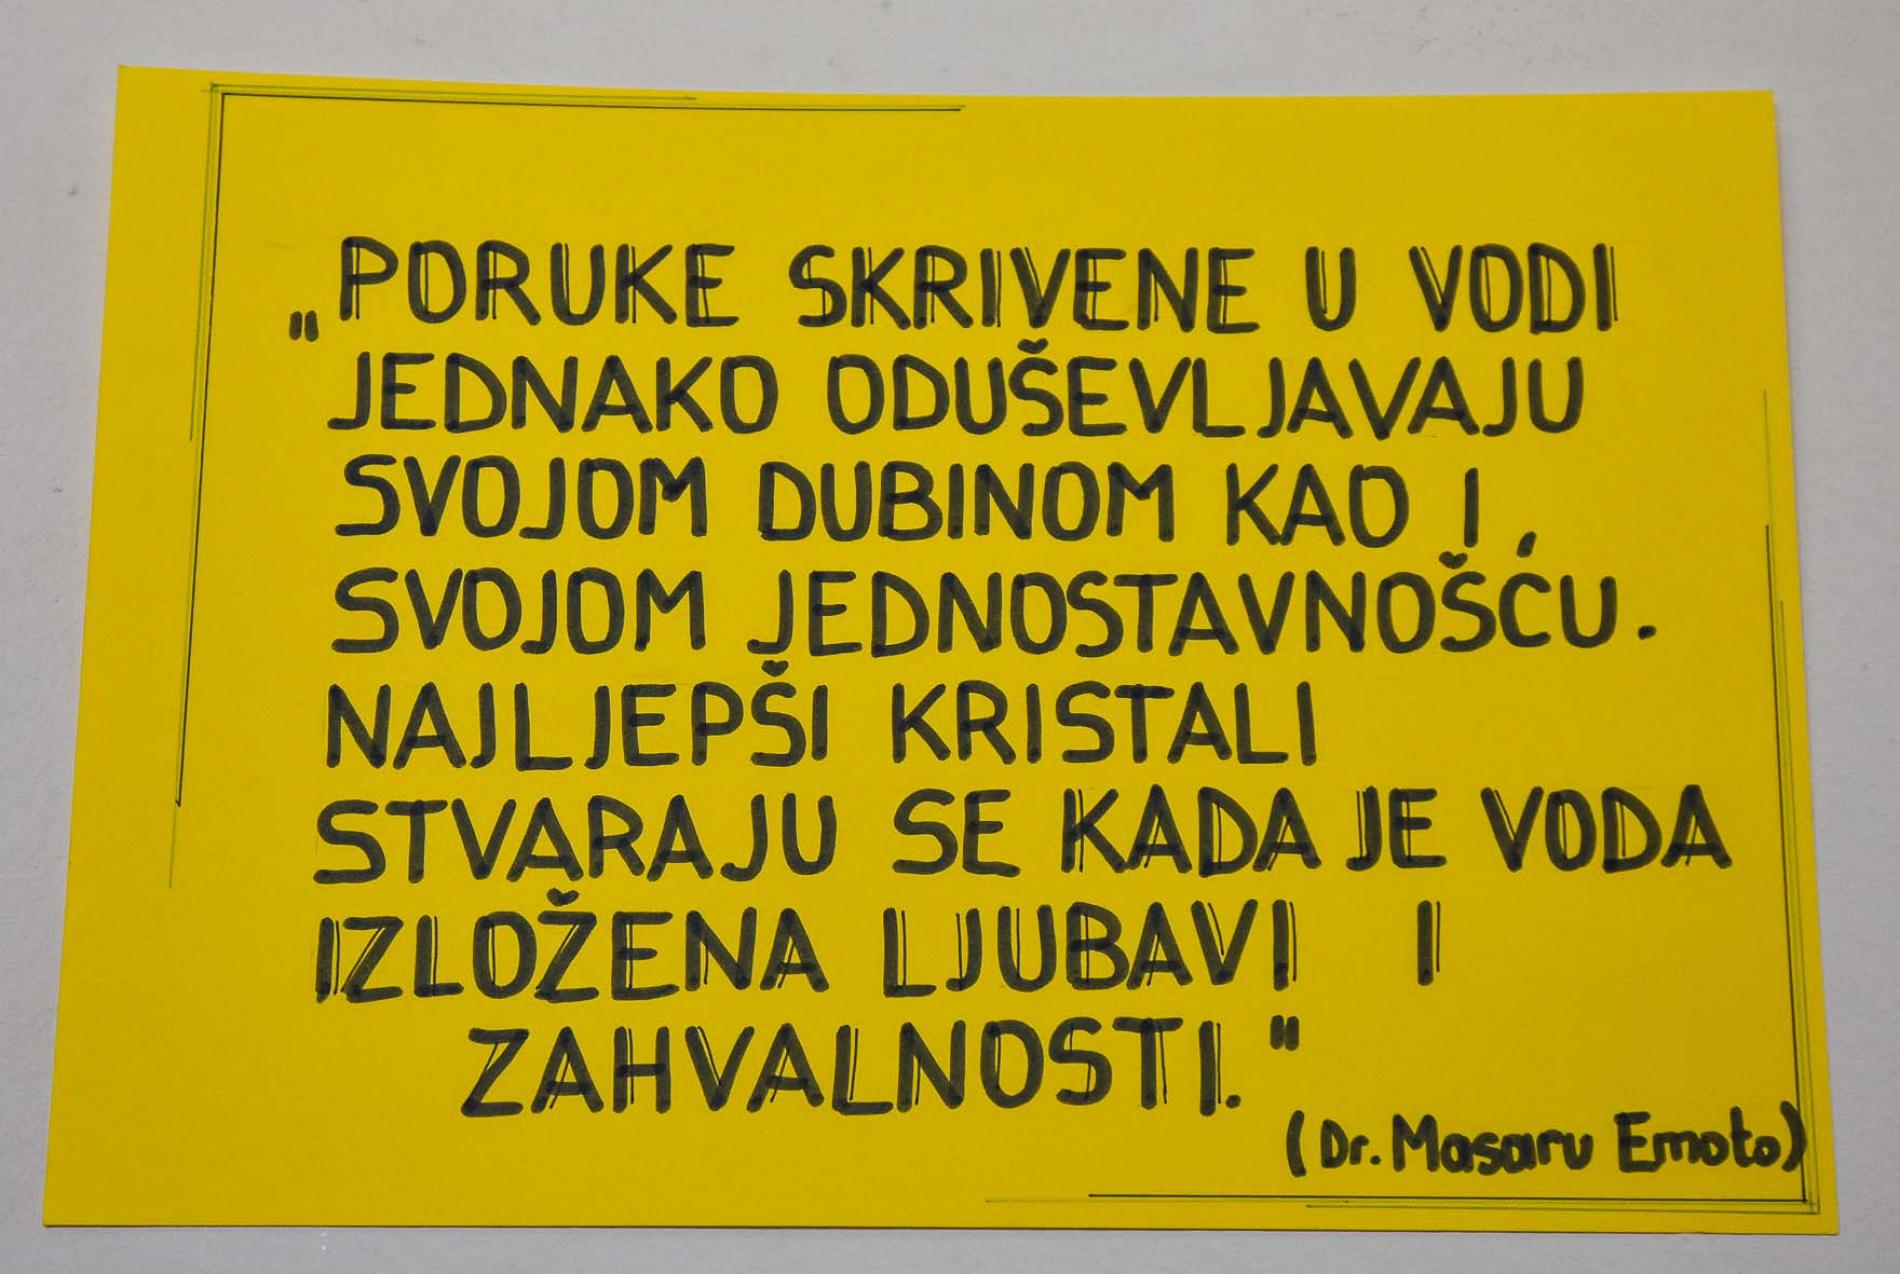 „PORUKE SKRIVENE U VODI
JEDNAKO ODUŠEVLJAVAJU
SVOJOM DUBINOM KAO I
SVOJOM JEDNOSTAVNOŠĆU.
NAJLJEPŠI KRISTALI
STVARAJU SE KADA JE VODA
IZLOŽENA LJUBAVI I
ZAHVALNOSTI."
(Dr. Masaru Emoto)